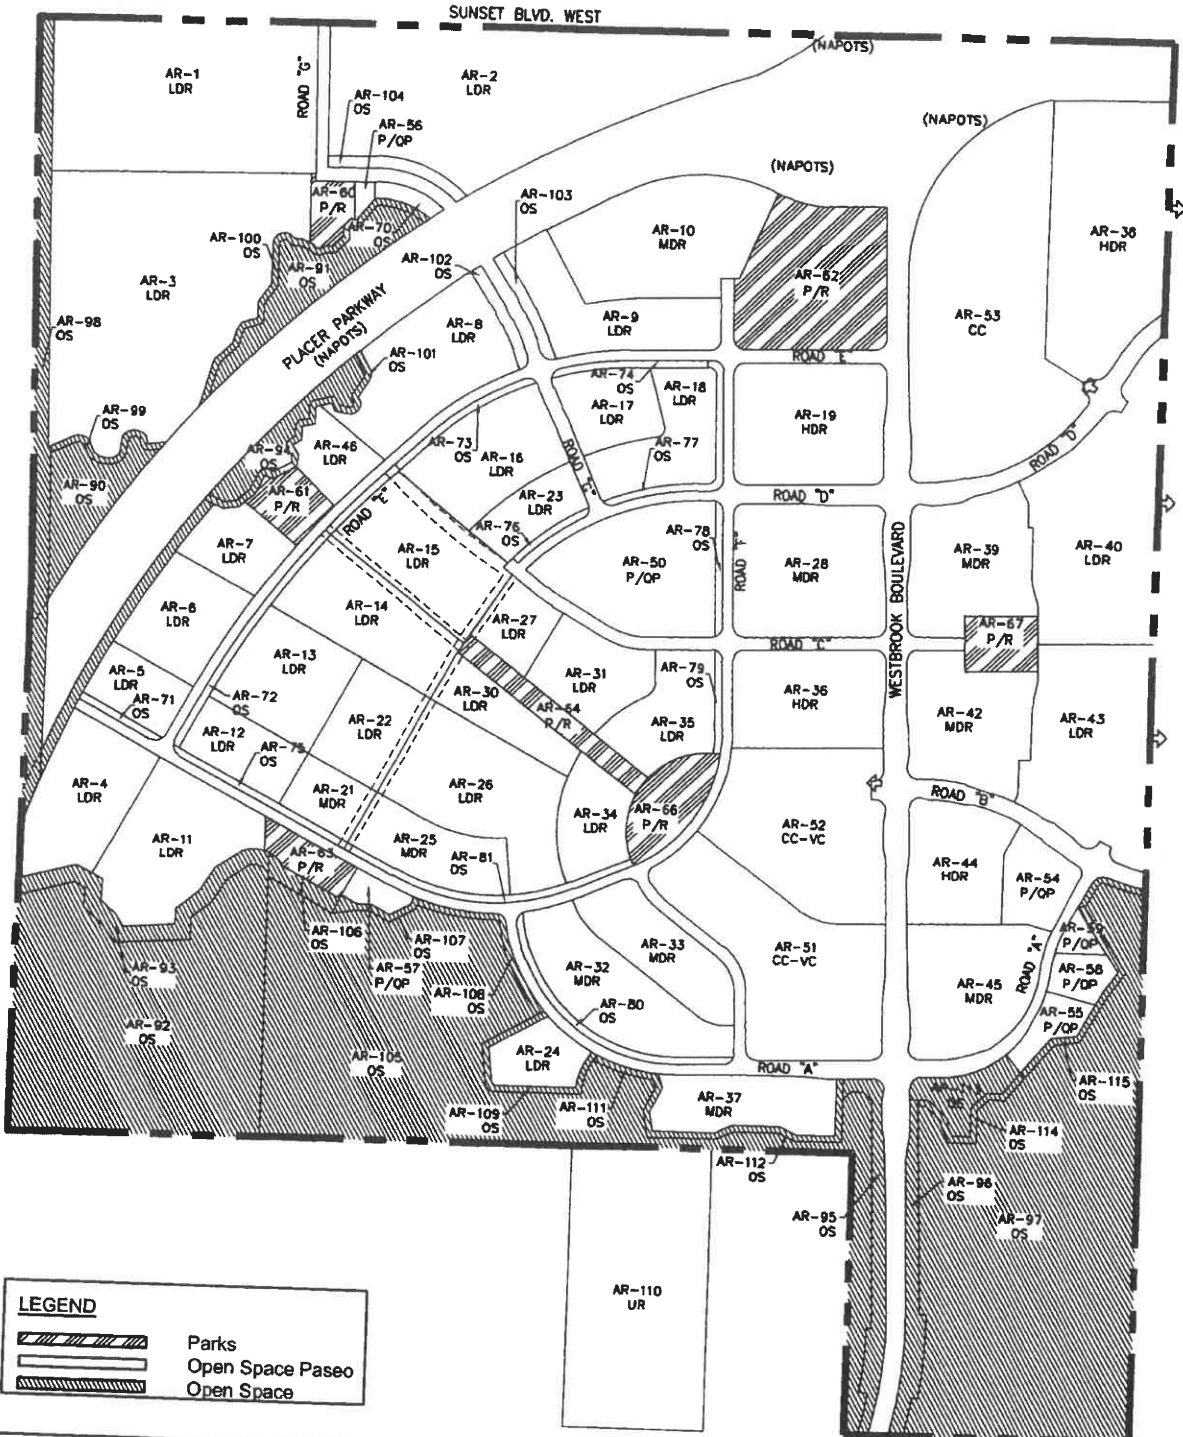 SUNSET BLVD. WEST
(NAPOTS)
AR-1
LDR
ROAD "G"
AR-2
LDR
AR-104
OS
AR-56
P/QP
(NAPOTS)
(NAPOTS)
AR-60
P/R
AR-103
OS
AR-70
OS
AR-10
MDR
AR-38
HDR
AR-100
OS
AR-91
OS
AR-102
OS
AR-62
P/R
AR-3
LDR
PLACER PARKWAY
(NAPOTS)
AR-98
OS
AR-8
LDR
AR-9
LDR
AR-53
CC
AR-101
OS
ROAD "E"
AR-74
OS
AR-18
LDR
AR-17
LDR
AR-19
HDR
AR-99
OS
AR-46
LDR
AR-73
OS
AR-16
LDR
ROAD "C"
AR-77
OS
ROAD "D"
AR-94
OS
AR-90
OS
AR-61
P/R
ROAD "E"
AR-23
LDR
ROAD "D"
AR-76
OS
AR-78
OS
AR-7
LDR
AR-15
LDR
AR-50
P/QP
ROAD "F"
AR-28
MDR
WESTBROOK BOULEVARD
AR-39
MDR
AR-40
LDR
AR-6
LDR
AR-14
LDR
AR-27
LDR
AR-67
P/R
ROAD "C"
AR-13
LDR
AR-5
LDR
AR-71
OS
AR-72
OS
AR-30
LDR
AR-31
LDR
AR-79
OS
AR-36
HDR
AR-64
P/R
AR-12
LDR
AR-75
OS
AR-22
LDR
AR-35
LDR
AR-42
MDR
AR-43
LDR
AR-4
LDR
AR-21
MDR
AR-26
LDR
ROAD "B"
AR-34
LDR
AR-66
P/R
AR-52
CC-VC
AR-11
LDR
AR-63
P/R
AR-25
MDR
AR-81
OS
AR-44
HDR
AR-54
P/QP
AR-106
OS
AR-107
OS
AR-59
P/QP
AR-33
MDR
AR-51
CC-VC
ROAD "A"
AR-93
OS
AR-57
P/QP
AR-32
MDR
AR-58
P/QP
AR-108
OS
AR-45
MDR
AR-80
OS
AR-55
P/QP
AR-92
OS
AR-105
OS
AR-24
LDR
ROAD "A"
AR-115
OS
AR-113
OS
AR-37
MDR
AR-109
OS
AR-111
OS
AR-114
OS
AR-112
OS
AR-96
OS
AR-95
OS
AR-97
OS
AR-110
UR
LEGEND
Parks
Open Space Paseo
Open Space